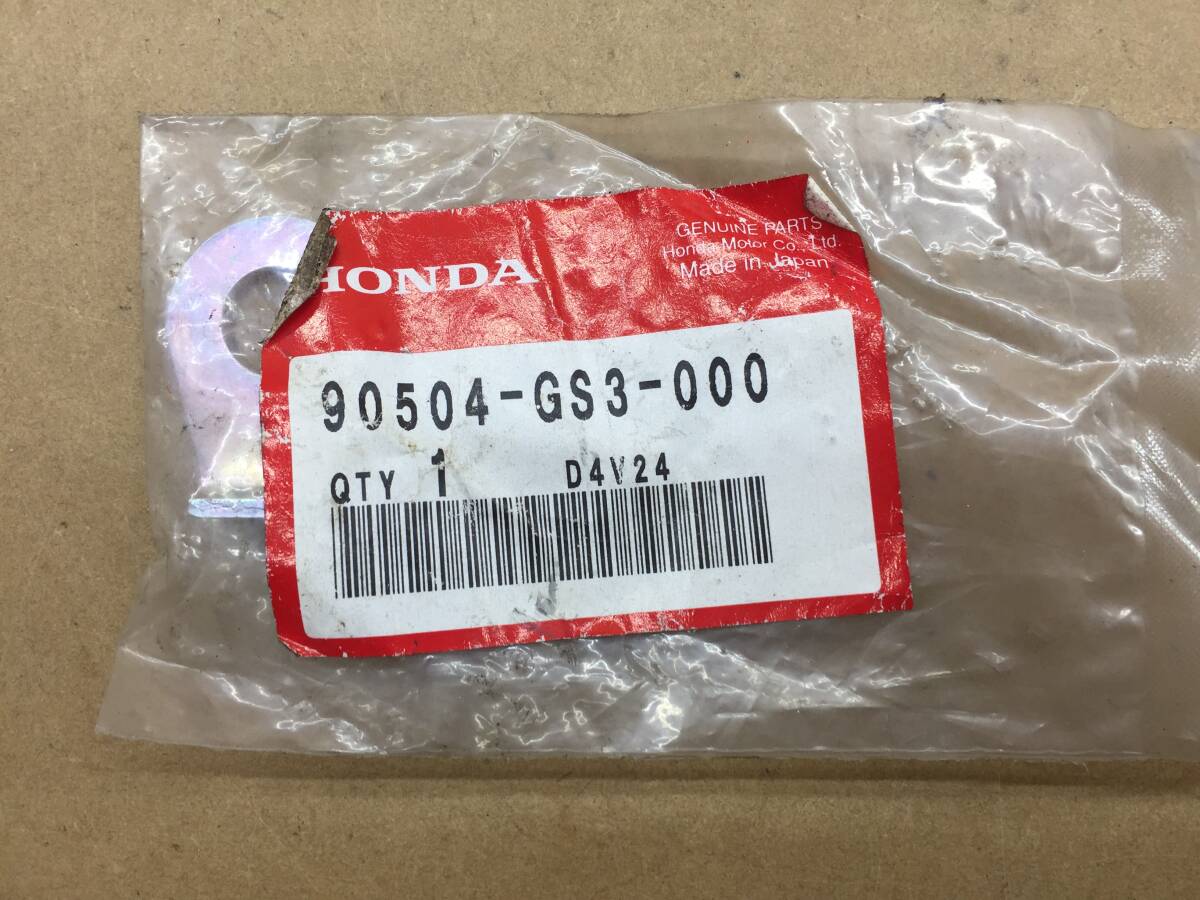 HONDA
GENUINE PARTS
Honda Motor Co., Ltd.
Made in Japan
90504-GS3-000
QTY 1 D4V24